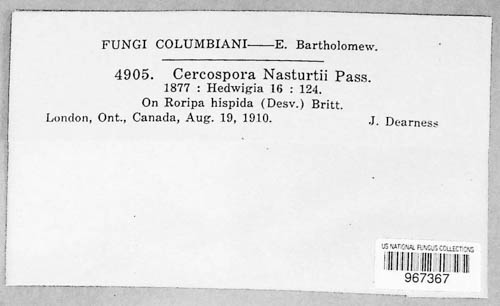 FUNGI COLUMBIANI——E. Bartholomew.
4905. Cercospora Nasturtii Pass.
1877 : Hedwigia 16 : 124.
On Roripa hispida (Desv.) Britt.
London, Ont., Canada, Aug. 19, 1910. J. Dearness
US NATIONAL FUNGUS COLLECTIONS
967367